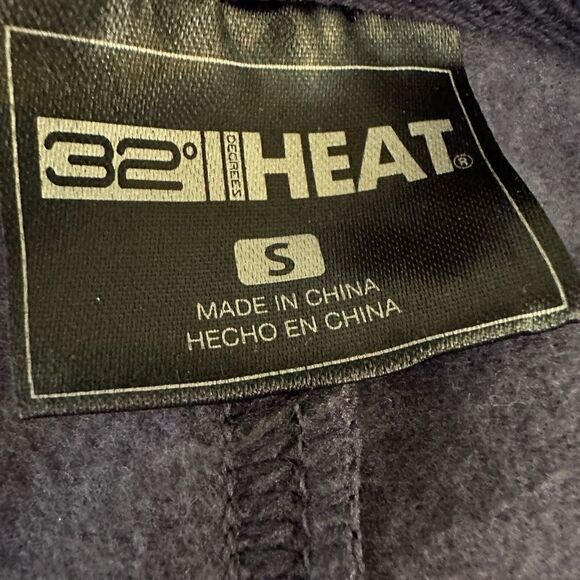 32° DEGREES HEAT®
S
MADE IN CHINA
HECHO EN CHINA